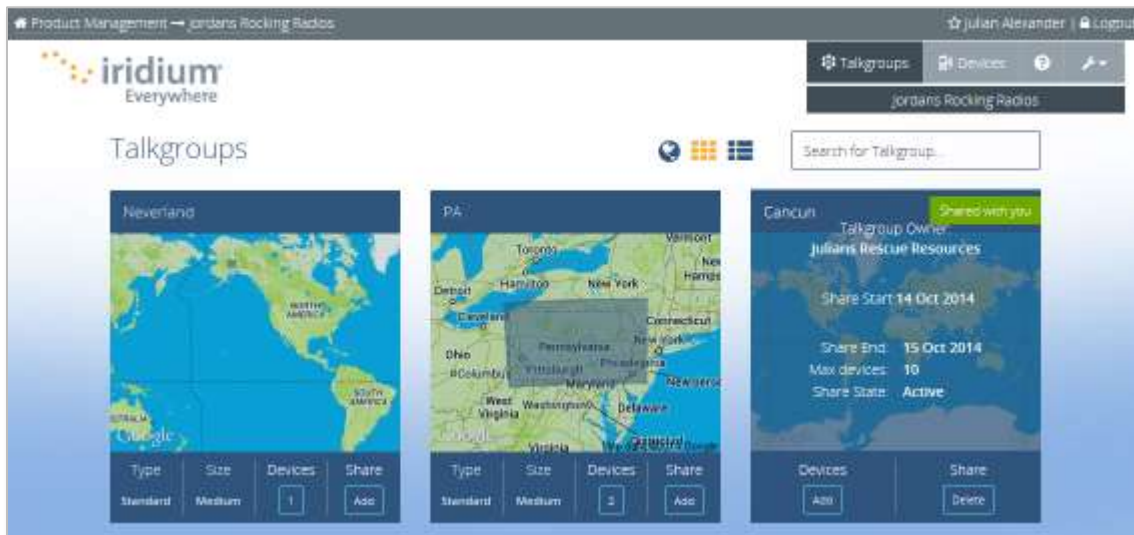 Product Management → Jordans Rocking Radios
Julian Alexander | Logout
iridium
Everywhere
Talkgroups
Devices
Jordans Rocking Radios
Talkgroups
Search for Talkgroup...
Neverland
NORTH
AMERICA
SOUTH
AMERICA
Google
Type Size Devices Share
Standard Medium 1 Add
PA
Vermont
Toronto
Hamilton New York
Detroit
Cleveland
Connecticut
Pennsylvania New York
Ohio
Pittsburgh Philadelphia
Columbus
Maryland
New Jersey
West
Virginia
Washington
Delaware
Virginia
Type Size Devices Share
Standard Medium 2 Add
Cancun
Shared with you
Talkgroup Owner:
Julians Rescue Resources
Share Start 14 Oct 2014
Share End: 15 Oct 2014
Max devices: 10
Share State: Active
Devices Share
Add Delete